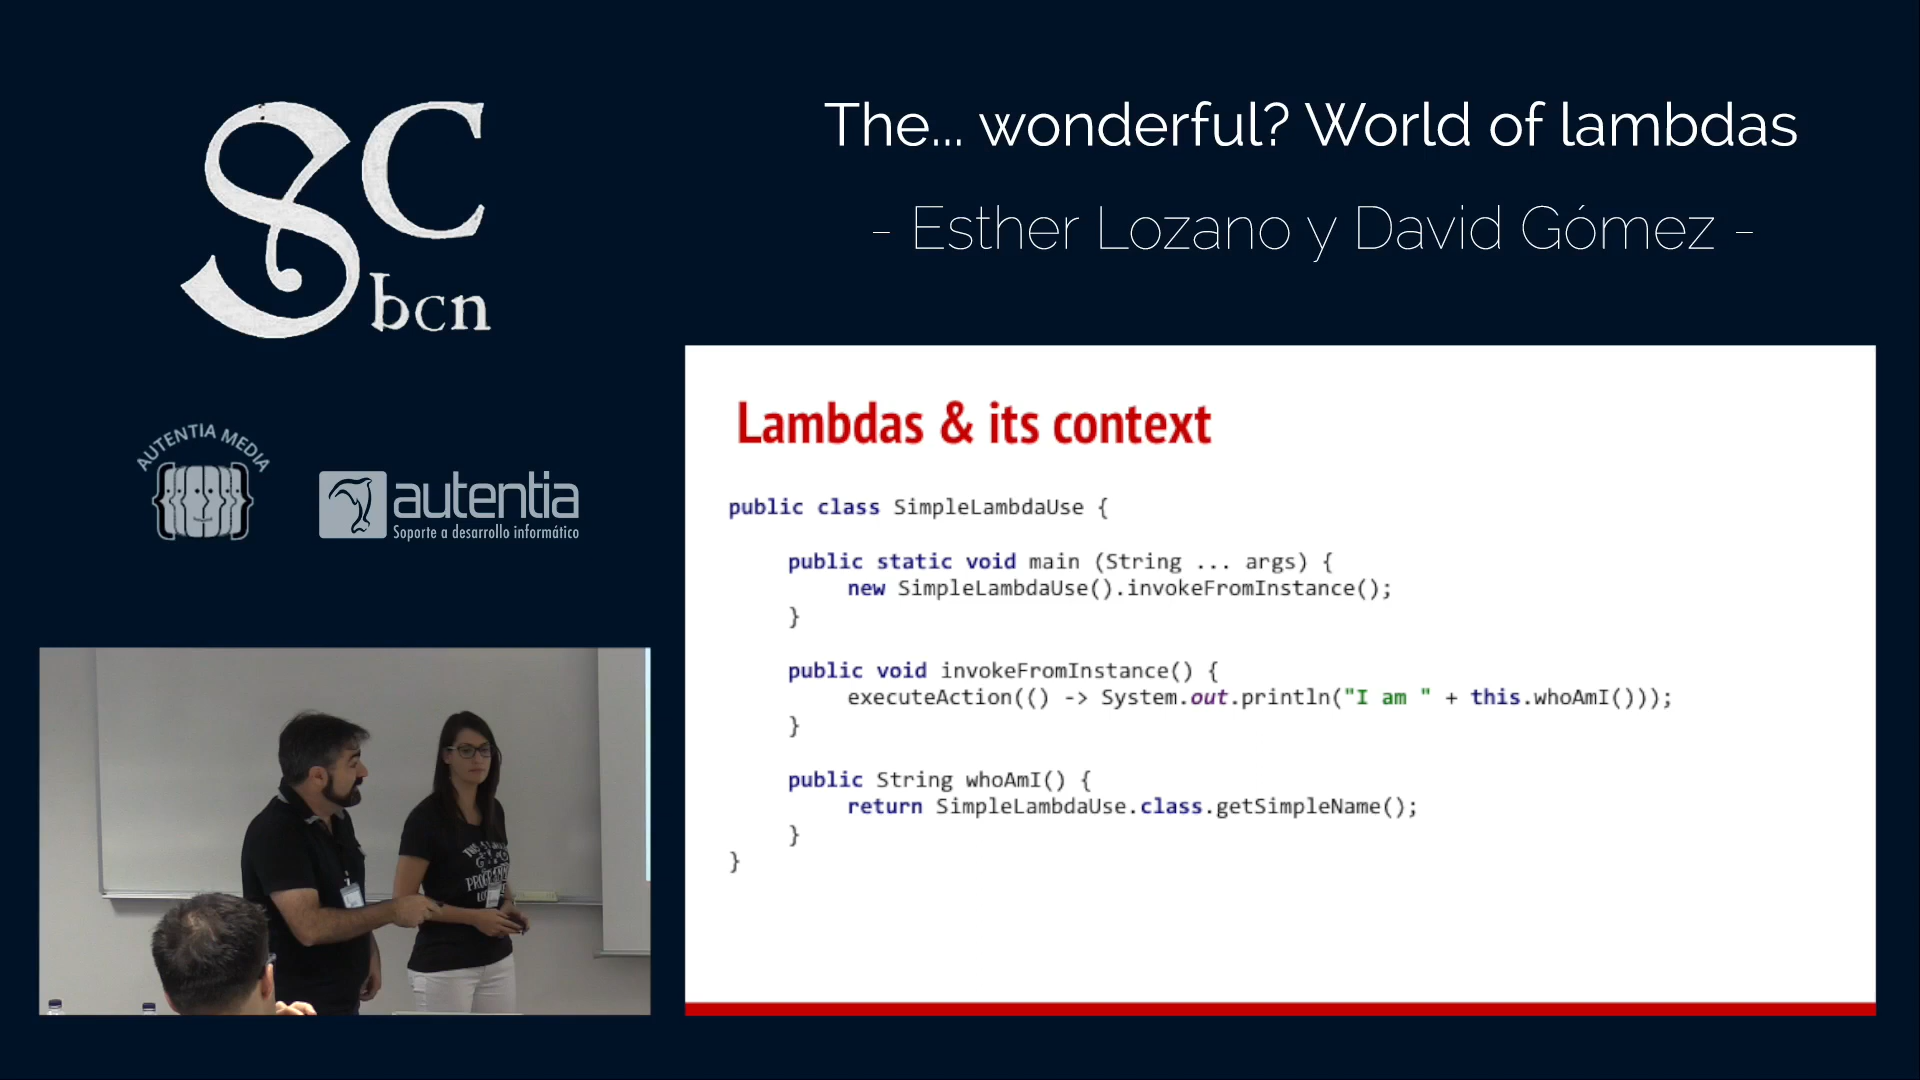 SC
bcn
The... wonderful? World of lambdas
- Esther Lozano y David Gómez -
AUTENTIA MEDIA
autentia
Soporte a desarrollo informático
Lambdas & its context
public class SimpleLambdaUse {
public static void main (String ... args) {
new SimpleLambdaUse().invokeFromInstance();
}
public void invokeFromInstance() {
executeAction(() -> System.out.println("I am " + this.whoAmI()));
}
public String whoAmI() {
return SimpleLambdaUse.class.getSimpleName();
}
}